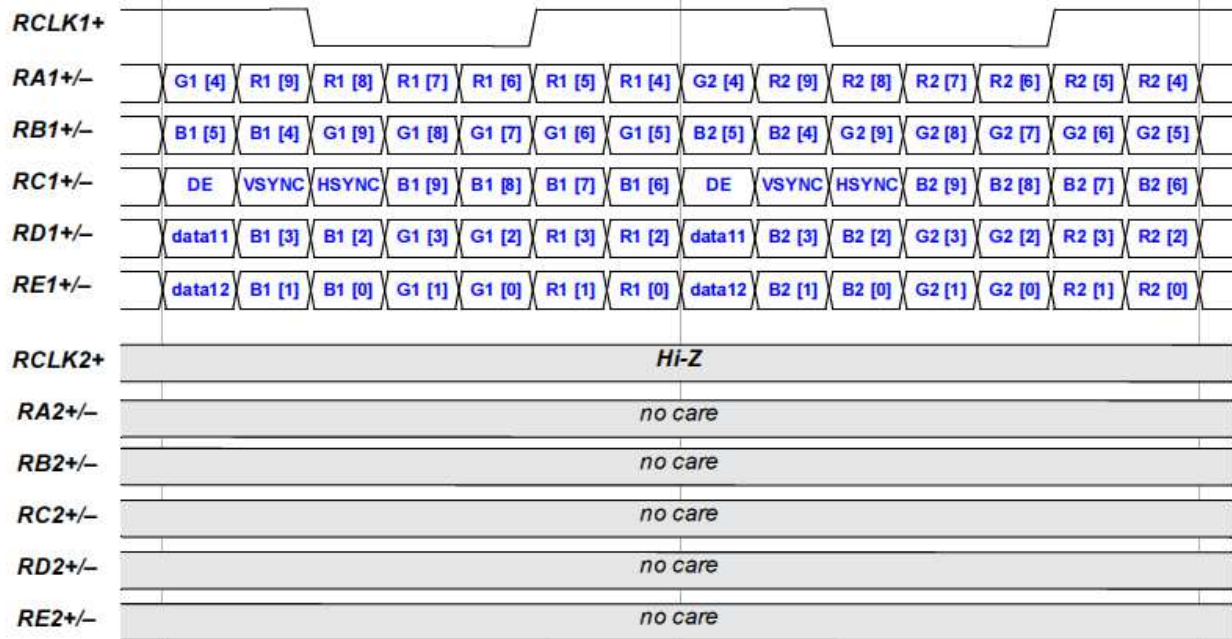 RCLK1+
RA1+/– G1 [4] R1 [9] R1 [8] R1 [7] R1 [6] R1 [5] R1 [4] G2 [4] R2 [9] R2 [8] R2 [7] R2 [6] R2 [5] R2 [4]
RB1+/– B1 [5] B1 [4] G1 [9] G1 [8] G1 [7] G1 [6] G1 [5] B2 [5] B2 [4] G2 [9] G2 [8] G2 [7] G2 [6] G2 [5]
RC1+/– DE VSYNC HSYNC B1 [9] B1 [8] B1 [7] B1 [6] DE VSYNC HSYNC B2 [9] B2 [8] B2 [7] B2 [6]
RD1+/– data11 B1 [3] B1 [2] G1 [3] G1 [2] R1 [3] R1 [2] data11 B2 [3] B2 [2] G2 [3] G2 [2] R2 [3] R2 [2]
RE1+/– data12 B1 [1] B1 [0] G1 [1] G1 [0] R1 [1] R1 [0] data12 B2 [1] B2 [0] G2 [1] G2 [0] R2 [1] R2 [0]
RCLK2+ Hi-Z
RA2+/– no care
RB2+/– no care
RC2+/– no care
RD2+/– no care
RE2+/– no care